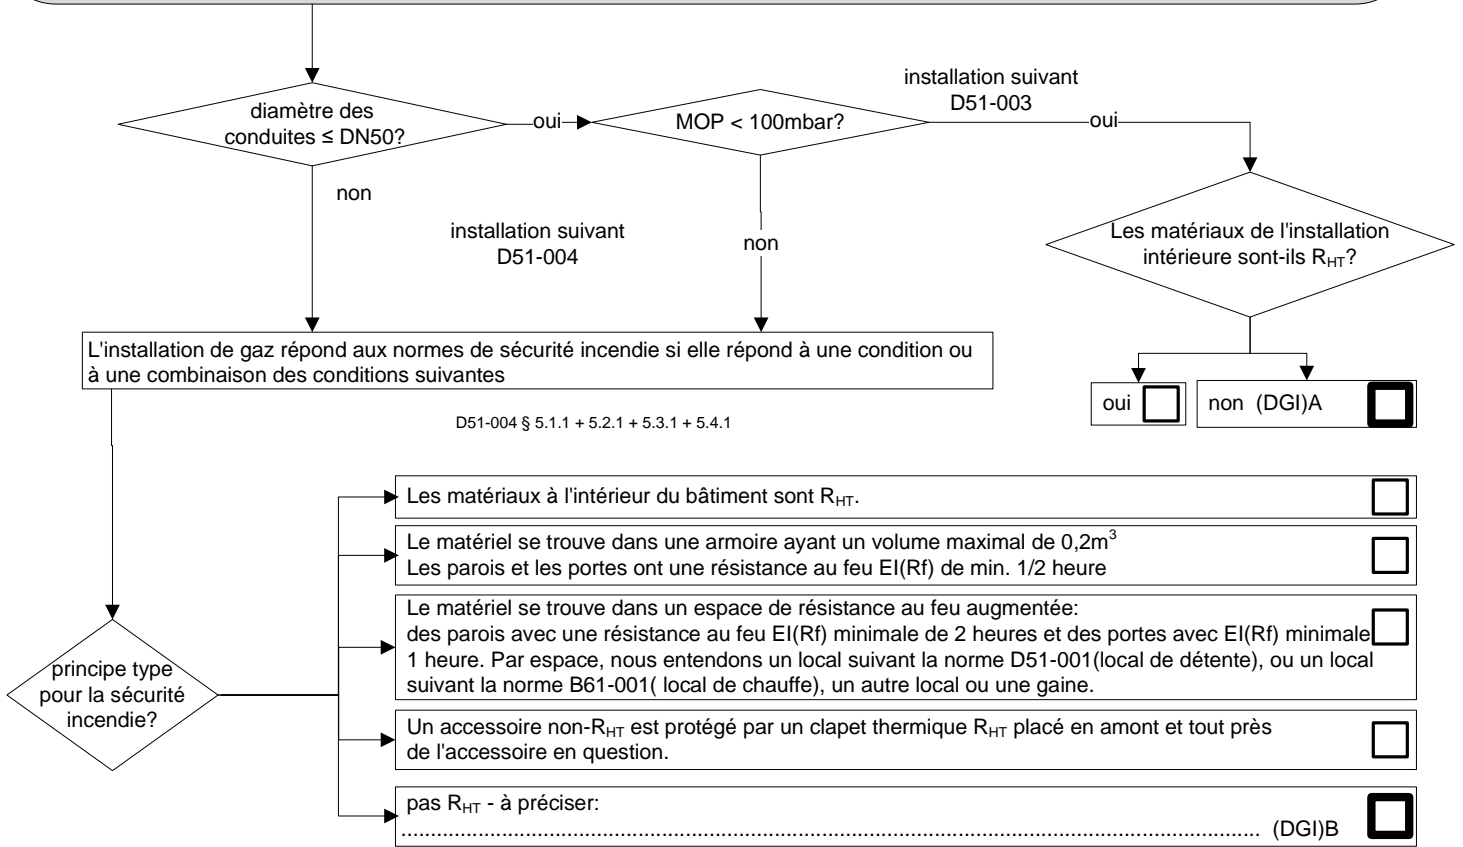 installation suivant
D51-003
diamètre des
conduites ≤ DN50?
oui
MOP < 100mbar?
oui
non
installation suivant
D51-004
non
Les matériaux de l'installation
intérieure sont-ils RHT?
L'installation de gaz répond aux normes de sécurité incendie si elle répond à une condition ou
à une combinaison des conditions suivantes
oui
non (DGI)A
D51-004 § 5.1.1 + 5.2.1 + 5.3.1 + 5.4.1
principe type
pour la sécurité
incendie?
Les matériaux à l'intérieur du bâtiment sont RHT.
Le matériel se trouve dans une armoire ayant un volume maximal de 0,2m³
Les parois et les portes ont une résistance au feu EI(Rf) de min. 1/2 heure
Le matériel se trouve dans un espace de résistance au feu augmentée:
des parois avec une résistance au feu EI(Rf) minimale de 2 heures et des portes avec EI(Rf) minimale
1 heure. Par espace, nous entendons un local suivant la norme D51-001(local de détente), ou un local
suivant la norme B61-001( local de chauffe), un autre local ou une gaine.
Un accessoire non-RHT est protégé par un clapet thermique RHT placé en amont et tout près
de l'accessoire en question.
pas RHT - à préciser:
.................................................................................................................................................. (DGI)B